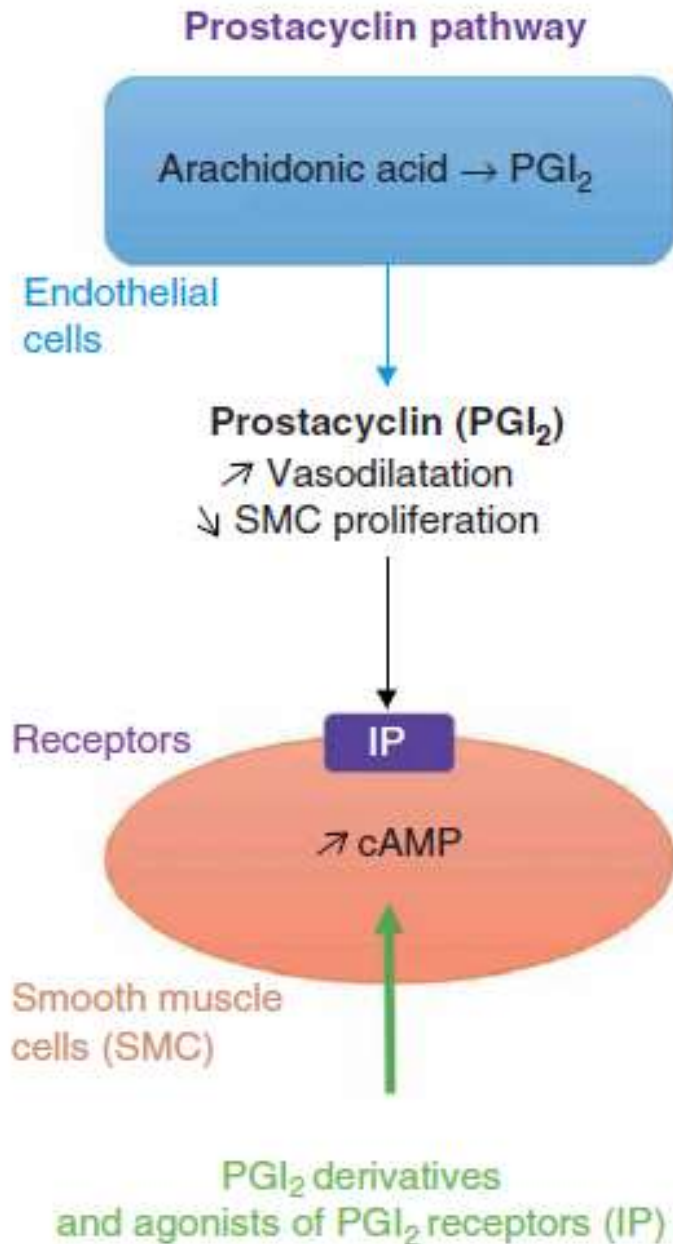 Prostacyclin pathway
Arachidonic acid → PGI₂
Endothelial
cells
Prostacyclin (PGI₂)
↗ Vasodilatation
↘ SMC proliferation
Receptors
IP
↗ cAMP
Smooth muscle
cells (SMC)
PGI₂ derivatives
and agonists of PGI₂ receptors (IP)